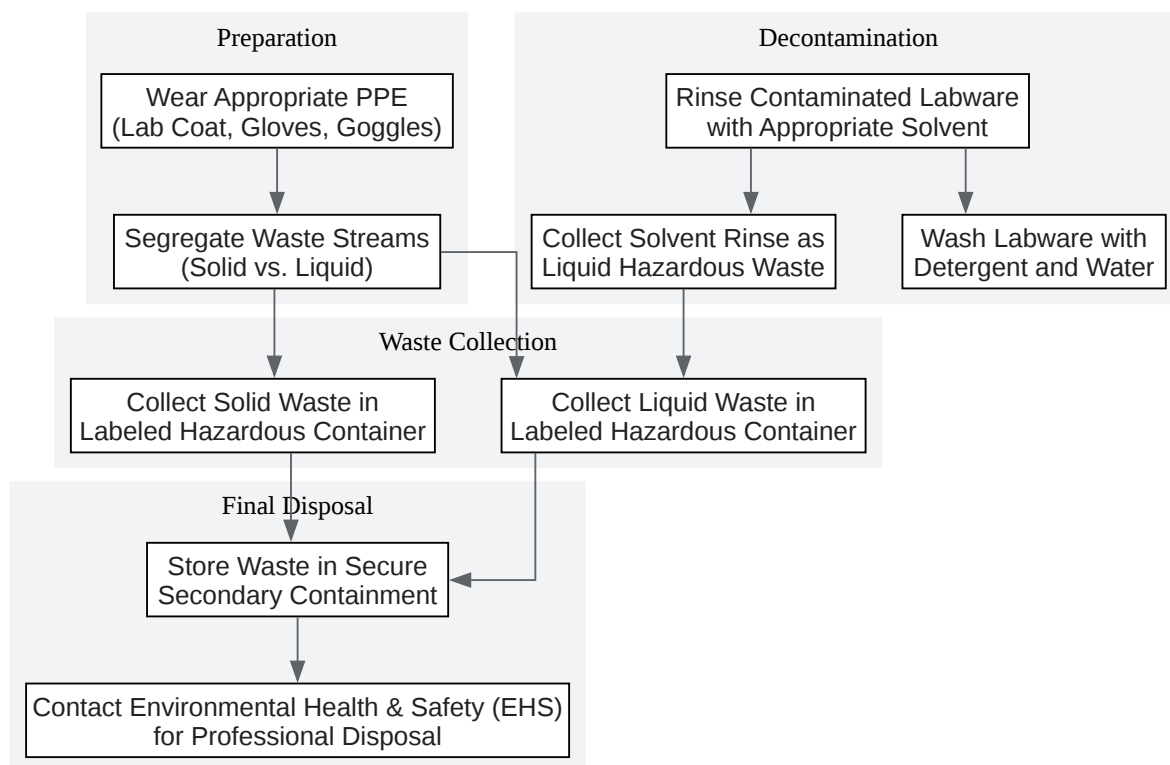 Preparation
Wear Appropriate PPE
(Lab Coat, Gloves, Goggles)
Segregate Waste Streams
(Solid vs. Liquid)
Decontamination
Rinse Contaminated Labware
with Appropriate Solvent
Collect Solvent Rinse as
Liquid Hazardous Waste
Wash Labware with
Detergent and Water
Waste Collection
Collect Solid Waste in
Labeled Hazardous Container
Collect Liquid Waste in
Labeled Hazardous Container
Final Disposal
Store Waste in Secure
Secondary Containment
Contact Environmental Health & Safety (EHS)
for Professional Disposal